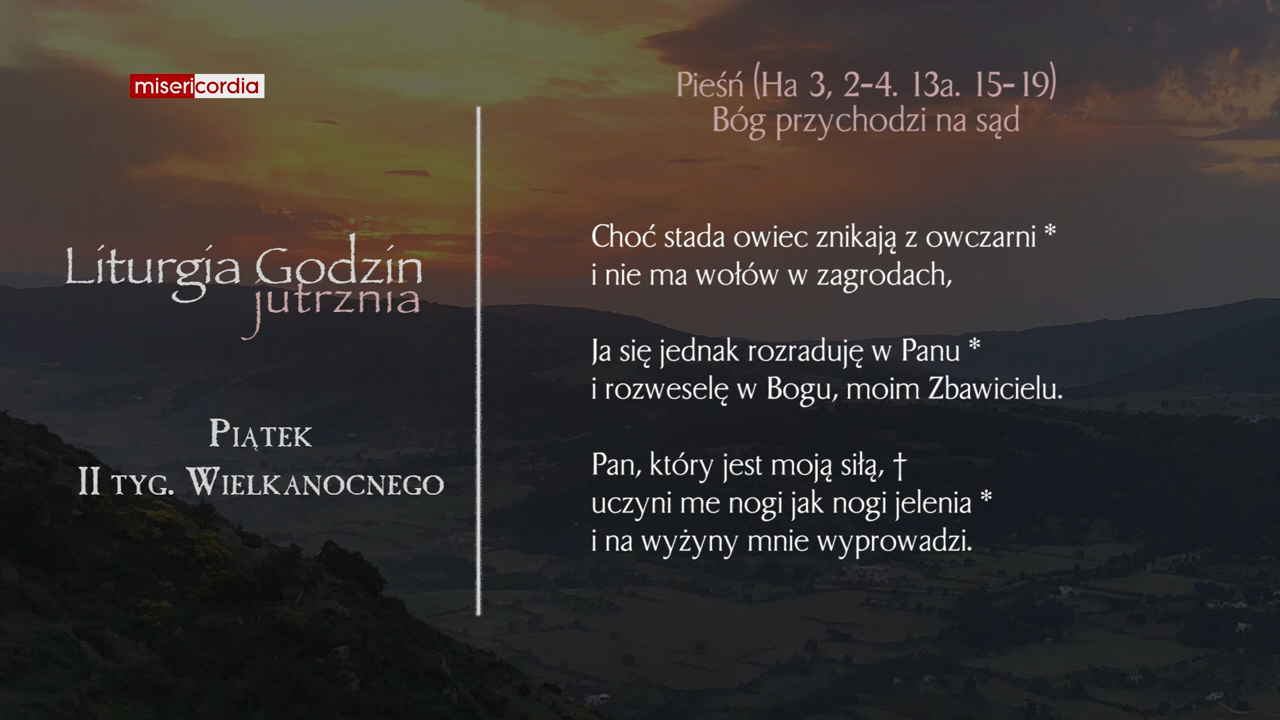 misericordia
Liturgia Godzin
jutrznia
Piątek
II tyg. Wielkanocnego
Pieśń (Ha 3, 2-4. 13a. 15-19)
Bóg przychodzi na sąd
Choć stada owiec znikają z owczarni *
i nie ma wołów w zagrodach,
Ja się jednak rozraduję w Panu *
i rozweselę w Bogu, moim Zbawicielu.
Pan, który jest moją siłą, †
uczyni me nogi jak nogi jelenia *
i na wyżyny mnie wyprowadzi.